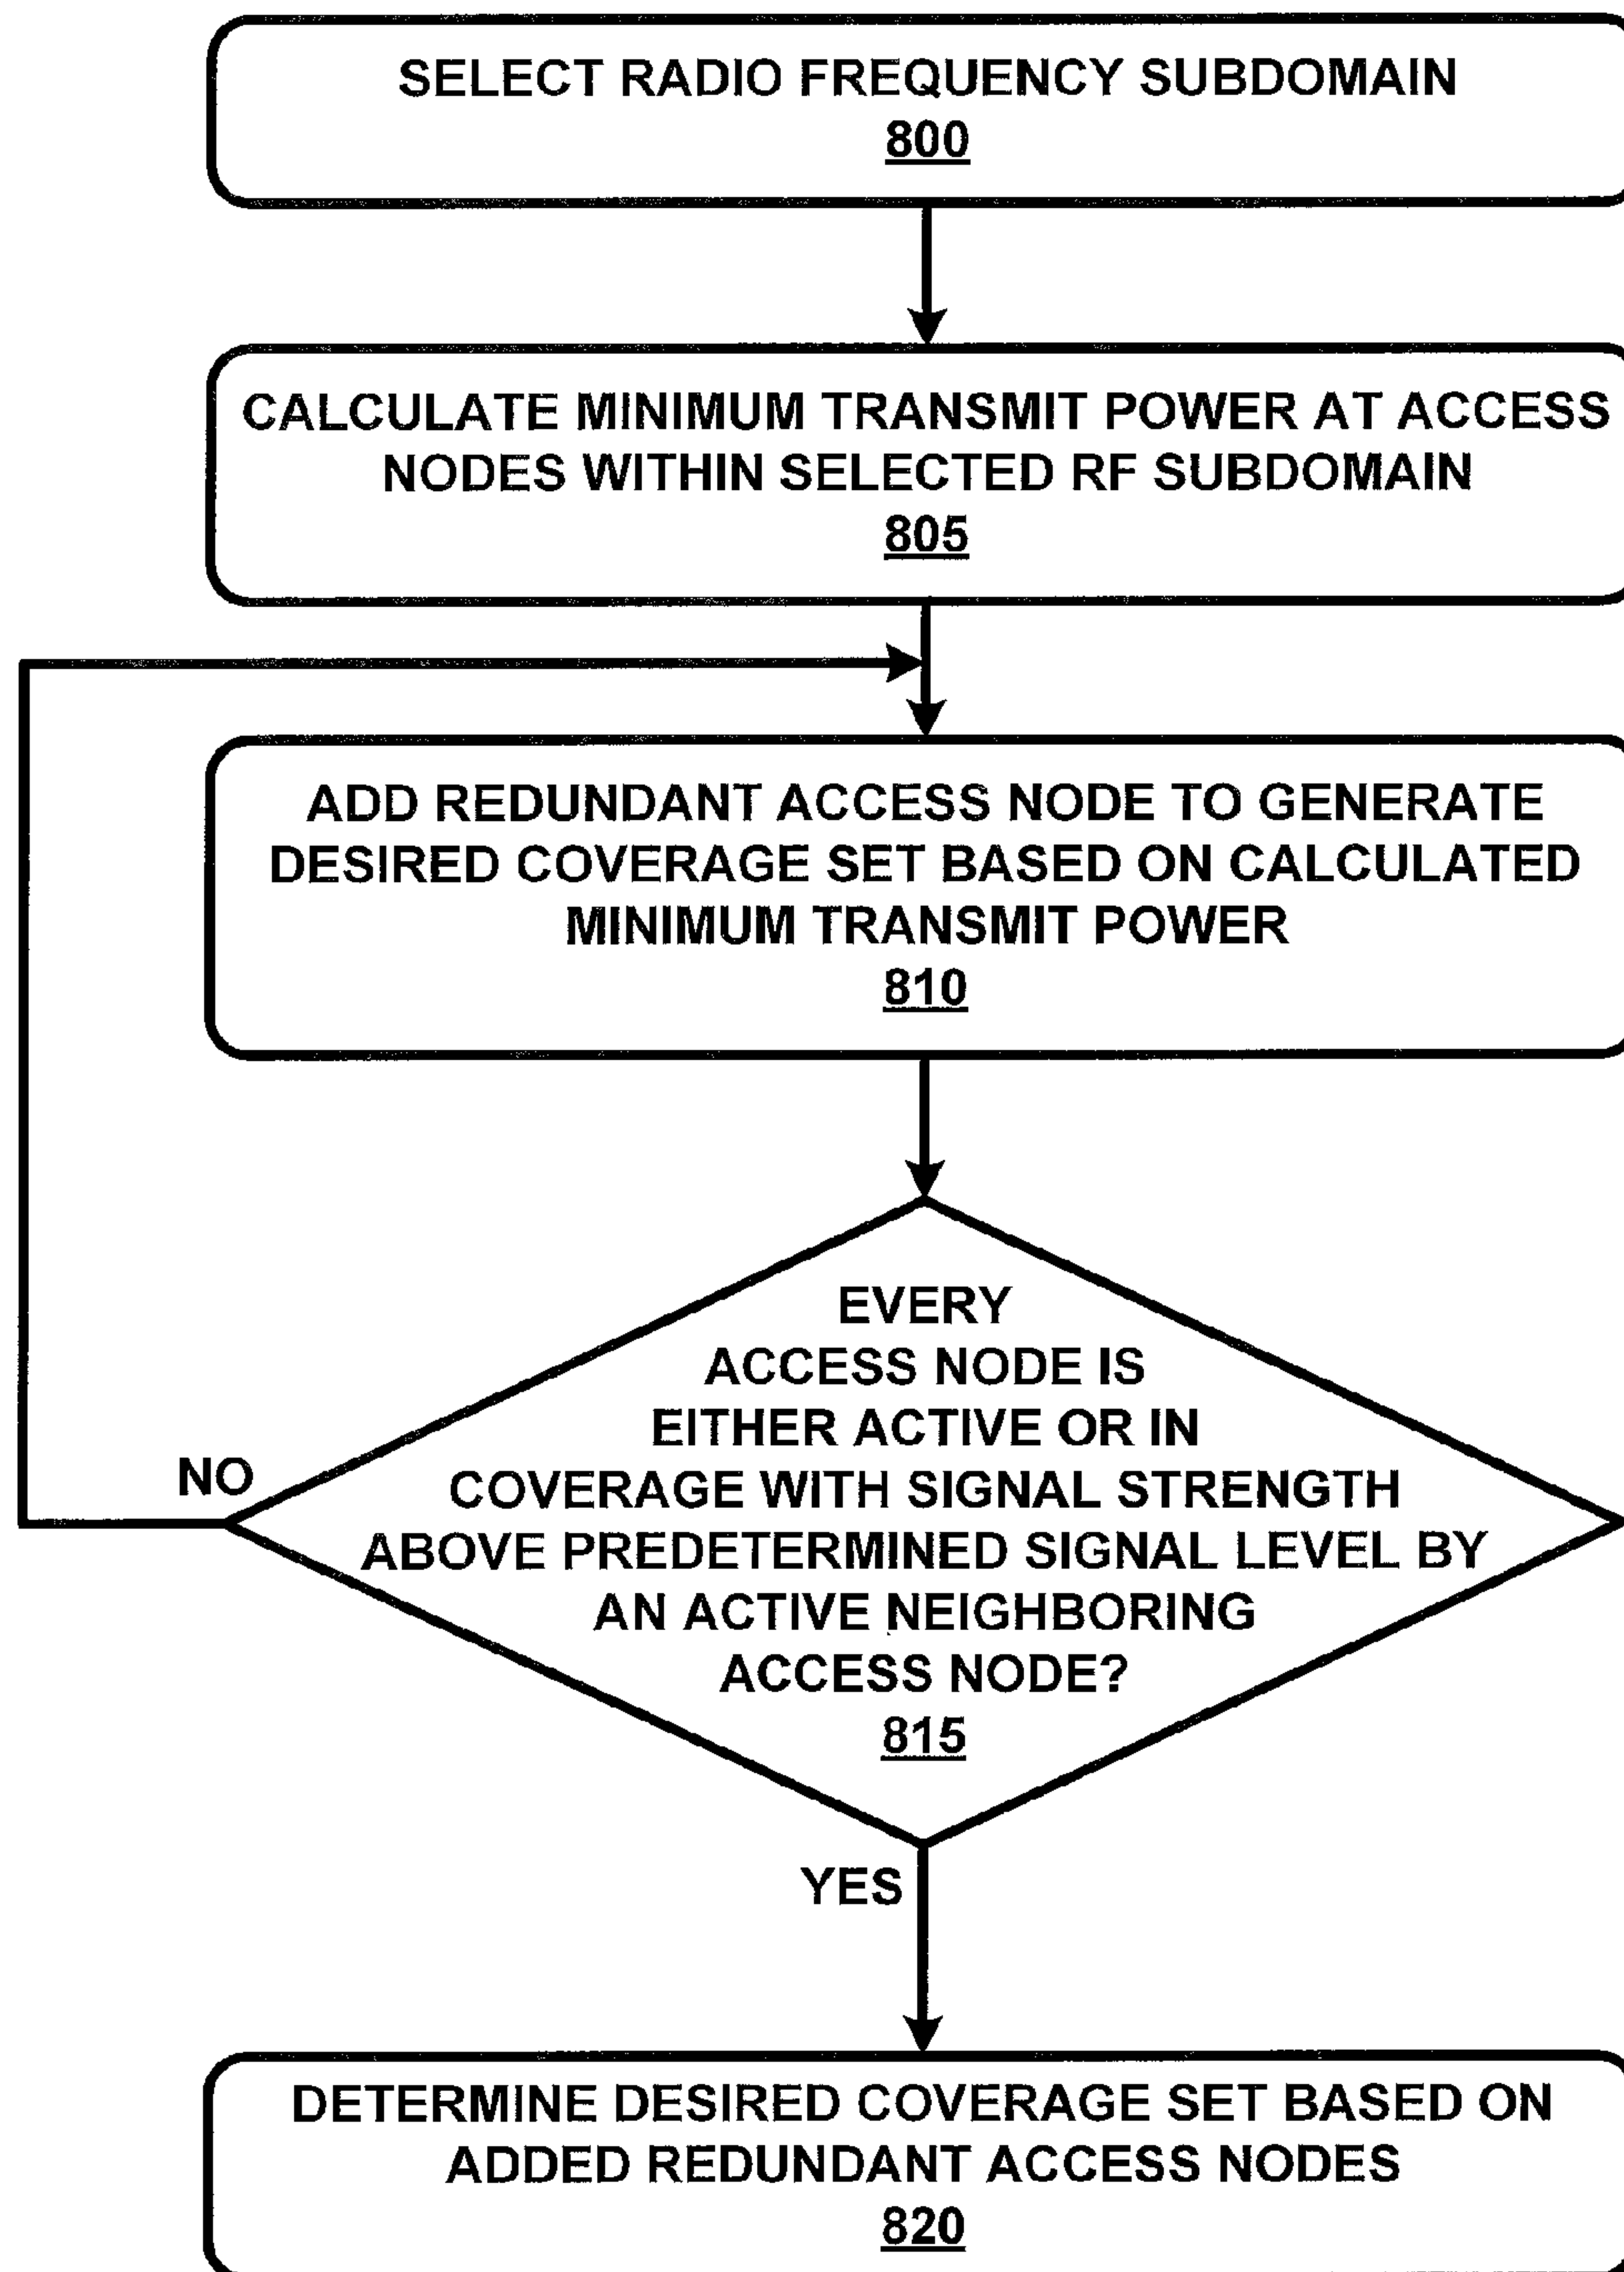 SELECT RADIO FREQUENCY SUBDOMAIN
800
CALCULATE MINIMUM TRANSMIT POWER AT ACCESS
NODES WITHIN SELECTED RF SUBDOMAIN
805
ADD REDUNDANT ACCESS NODE TO GENERATE
DESIRED COVERAGE SET BASED ON CALCULATED
MINIMUM TRANSMIT POWER
810
EVERY
ACCESS NODE IS
EITHER ACTIVE OR IN
COVERAGE WITH SIGNAL STRENGTH
ABOVE PREDETERMINED SIGNAL LEVEL BY
AN ACTIVE NEIGHBORING
ACCESS NODE?
815
NO
YES
DETERMINE DESIRED COVERAGE SET BASED ON
ADDED REDUNDANT ACCESS NODES
820